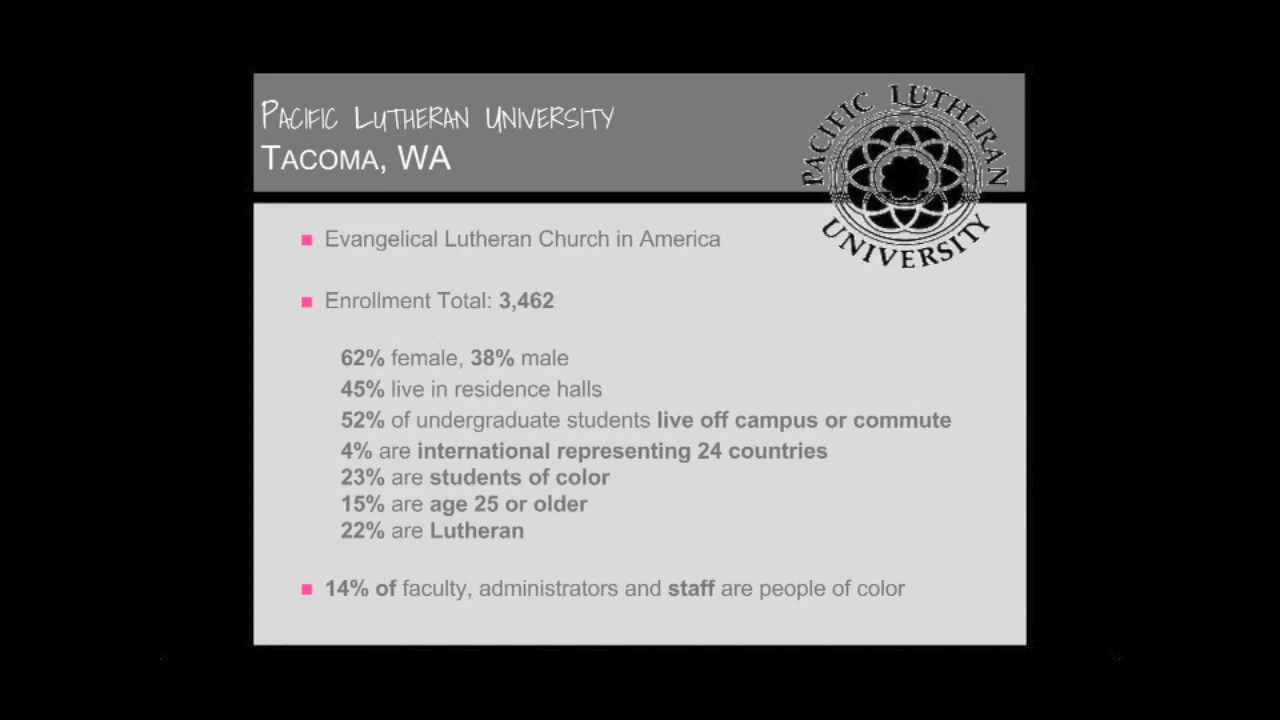 Pacific Lutheran University
Tacoma, WA
PACIFIC LUTHERAN
UNIVERSITY
Evangelical Lutheran Church in America
Enrollment Total: 3,462
62% female, 38% male
45% live in residence halls
52% of undergraduate students live off campus or commute
4% are international representing 24 countries
23% are students of color
15% are age 25 or older
22% are Lutheran
14% of faculty, administrators and staff are people of color